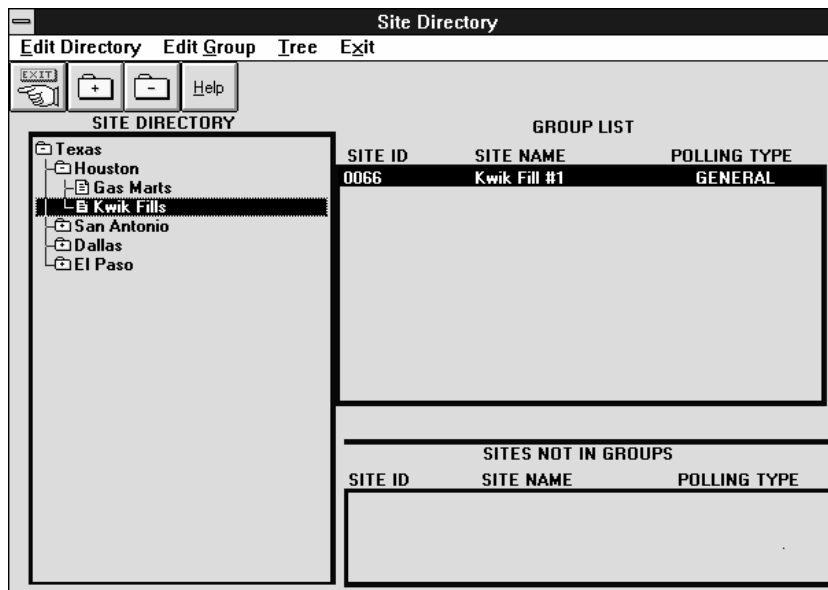 Site Directory
Edit Directory Edit Group Tree Exit
EXIT + - Help
SITE DIRECTORY
Texas
Houston
Gas Marts
Kwik Fills
San Antonio
Dallas
El Paso
GROUP LIST
SITE ID SITE NAME POLLING TYPE
0066 Kwik Fill #1 GENERAL
SITES NOT IN GROUPS
SITE ID SITE NAME POLLING TYPE